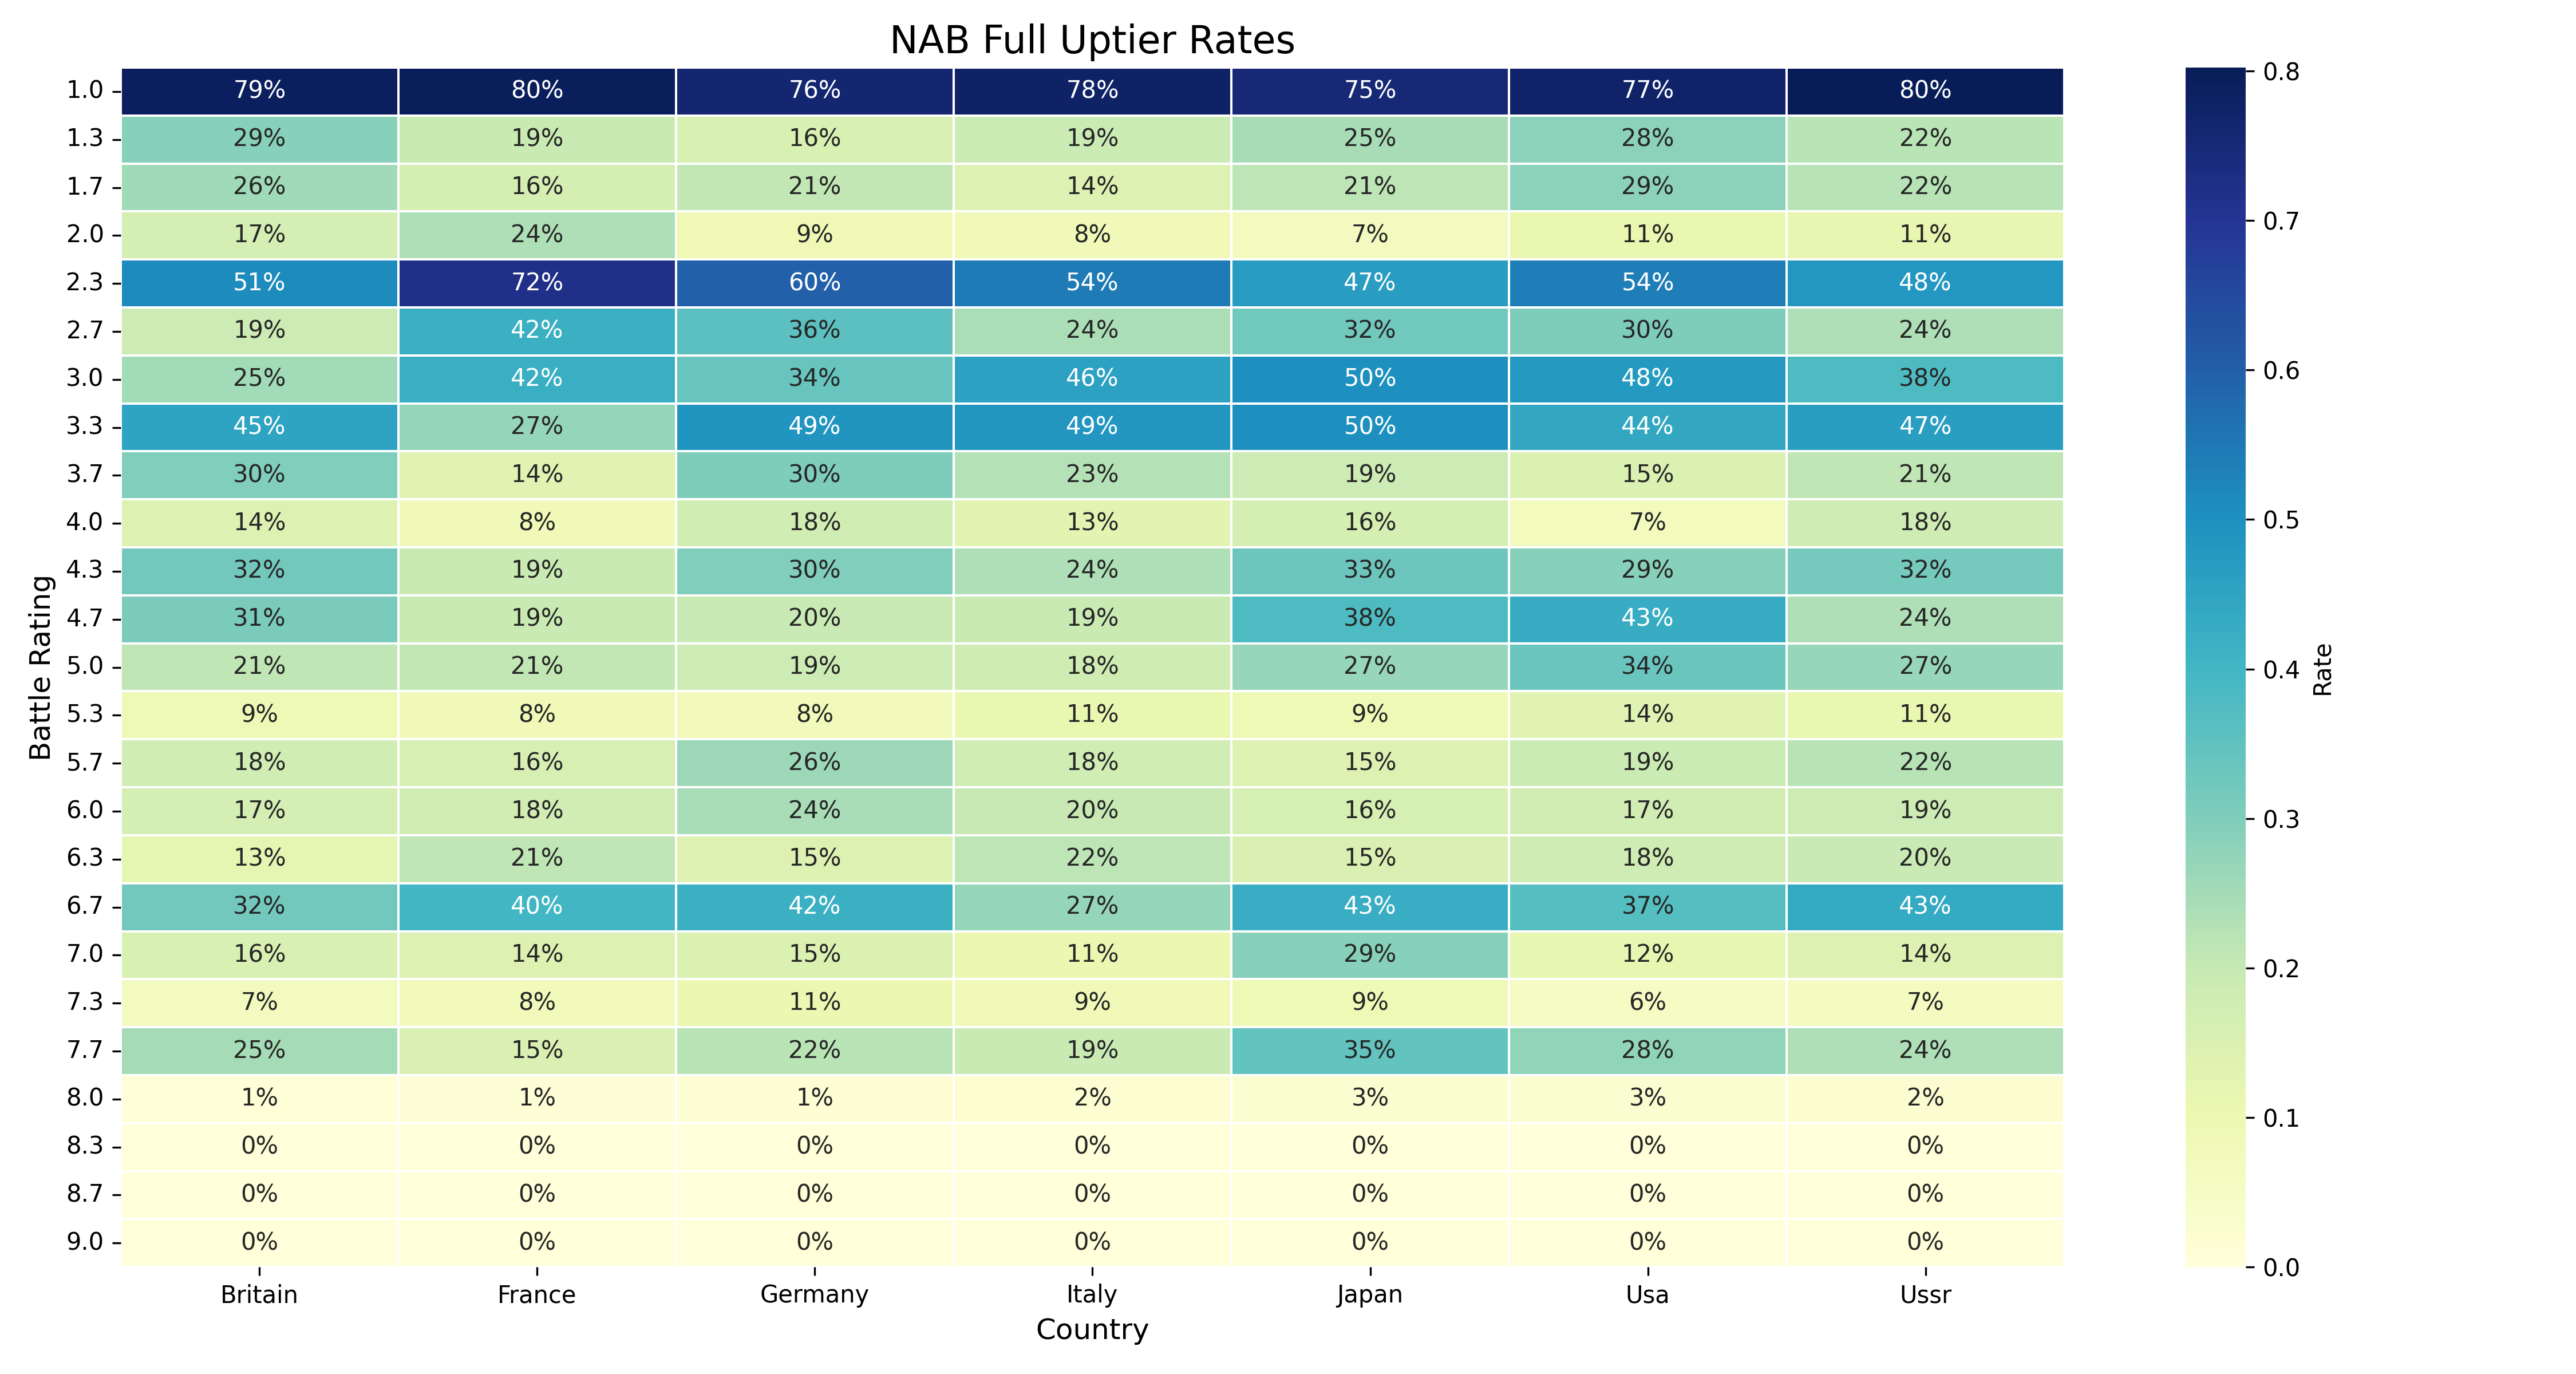 NAB Full Uptier Rates
1.0 79% 80% 76% 78% 75% 77% 80%
1.3 29% 19% 16% 19% 25% 28% 22%
1.7 26% 16% 21% 14% 21% 29% 22%
2.0 17% 24% 9% 8% 7% 11% 11%
2.3 51% 72% 60% 54% 47% 54% 48%
2.7 19% 42% 36% 24% 32% 30% 24%
3.0 25% 42% 34% 46% 50% 48% 38%
3.3 45% 27% 49% 49% 50% 44% 47%
3.7 30% 14% 30% 23% 19% 15% 21%
4.0 14% 8% 18% 13% 16% 7% 18%
4.3 32% 19% 30% 24% 33% 29% 32%
4.7 31% 19% 20% 19% 38% 43% 24%
5.0 21% 21% 19% 18% 27% 34% 27%
5.3 9% 8% 8% 11% 9% 14% 11%
5.7 18% 16% 26% 18% 15% 19% 22%
6.0 17% 18% 24% 20% 16% 17% 19%
6.3 13% 21% 15% 22% 15% 18% 20%
6.7 32% 40% 42% 27% 43% 37% 43%
7.0 16% 14% 15% 11% 29% 12% 14%
7.3 7% 8% 11% 9% 9% 6% 7%
7.7 25% 15% 22% 19% 35% 28% 24%
8.0 1% 1% 1% 2% 3% 3% 2%
8.3 0% 0% 0% 0% 0% 0% 0%
8.7 0% 0% 0% 0% 0% 0% 0%
9.0 0% 0% 0% 0% 0% 0% 0%
Britain France Germany Italy Japan Usa Ussr
Country
Battle Rating
0.8
0.7
0.6
0.5
0.4
0.3
0.2
0.1
0.0
Rate